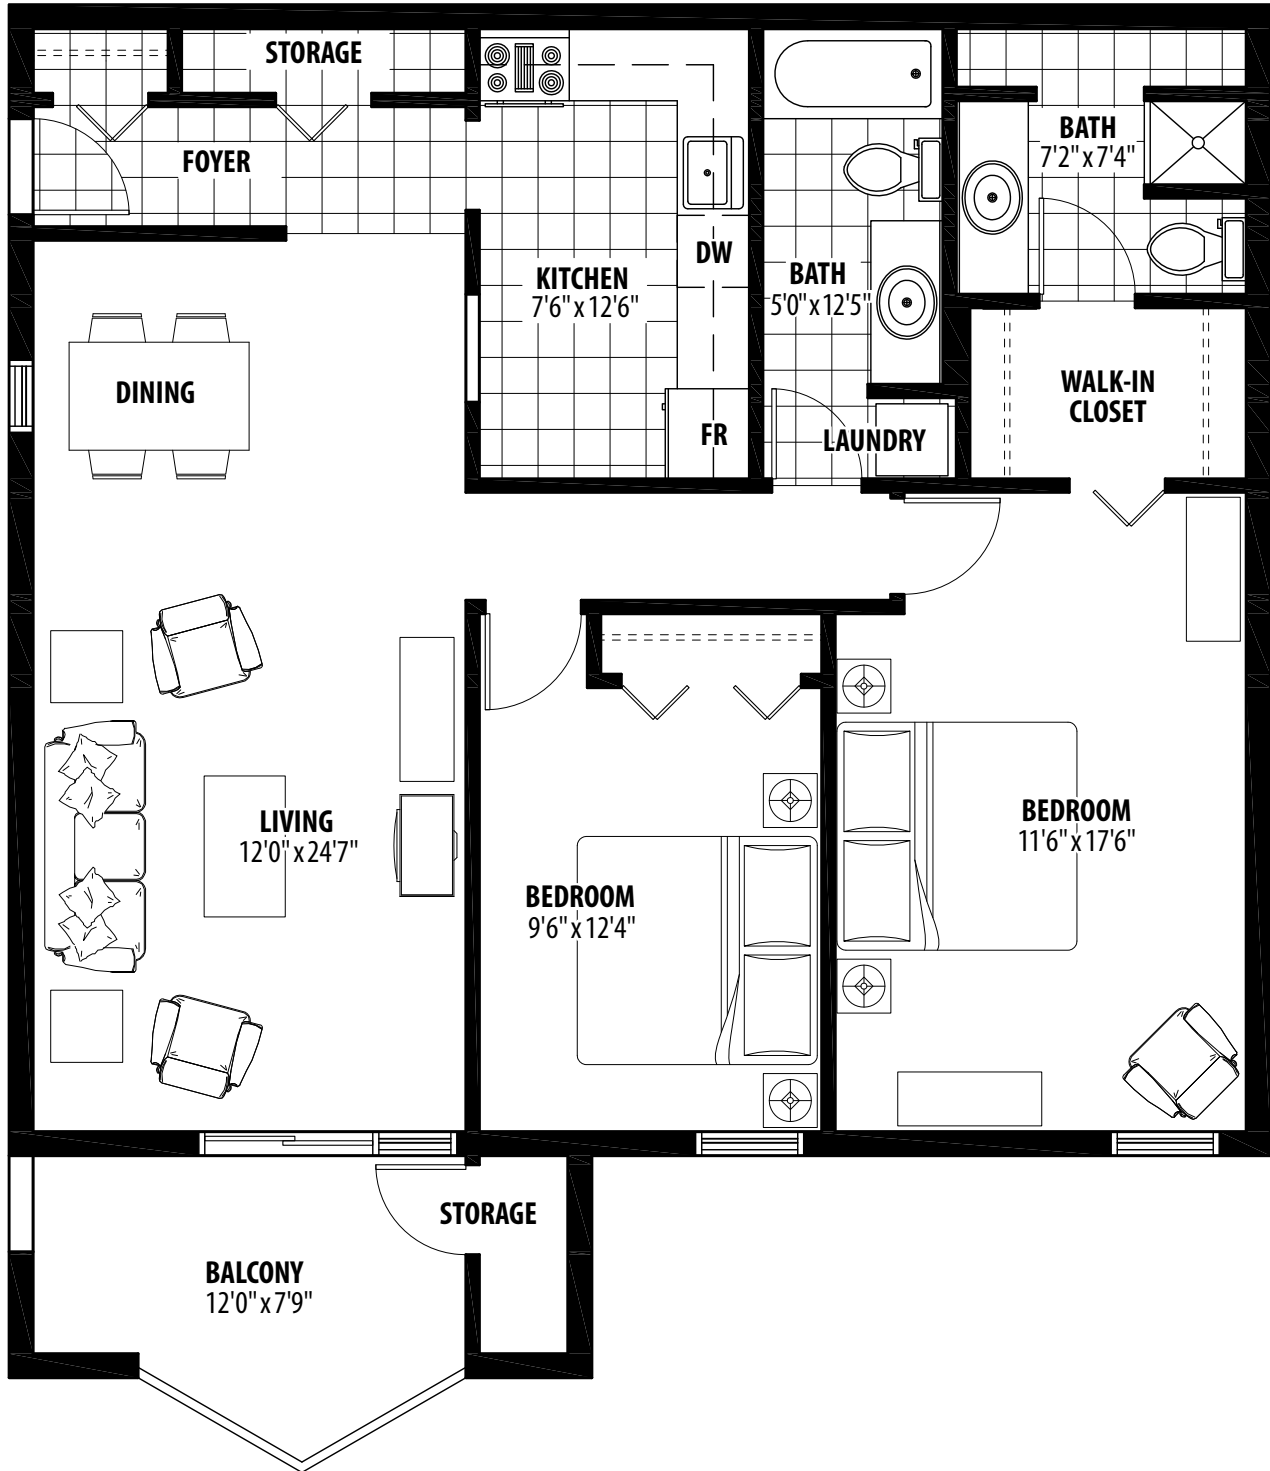 STORAGE
FOYER
BATH
7'2" x 7'4"
KITCHEN
7'6" x 12'6"
DW
BATH
5'0" x 12'5"
DINING
WALK-IN
CLOSET
FR
LAUNDRY
LIVING
12'0" x 24'7"
BEDROOM
9'6" x 12'4"
BEDROOM
11'6" x 17'6"
STORAGE
BALCONY
12'0" x 7'9"